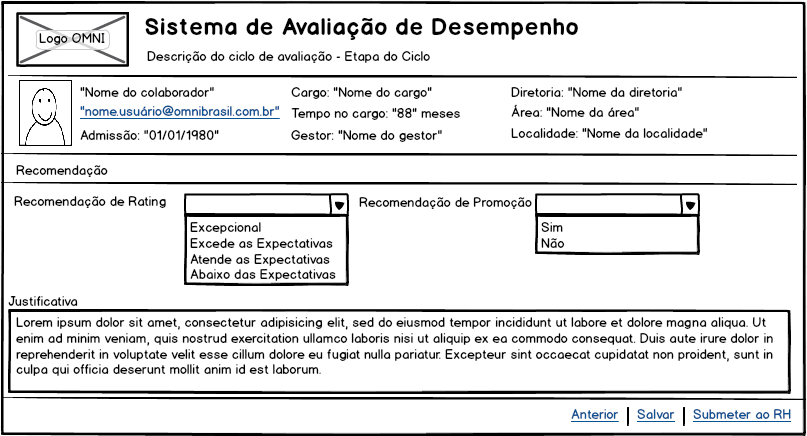 Logo OMNI
Sistema de Avaliação de Desempenho
Descrição do ciclo de avaliação - Etapa do Ciclo
"Nome do colaborador" Cargo: "Nome do cargo" Diretoria: "Nome da diretoria"
"nome.usuário@omnibrasil.com.br" Tempo no cargo: "88" meses Área: "Nome da área"
Admissão: "01/01/1980" Gestor: "Nome do gestor" Localidade: "Nome da localidade"
Recomendação
Recomendação de Rating Recomendação de Promoção
Excepcional Sim
Excede as Expectativas Não
Atende as Expectativas
Abaixo das Expectativas
Justificativa
Lorem ipsum dolor sit amet, consectetur adipisicing elit, sed do eiusmod tempor incididunt ut labore et dolore magna aliqua. Ut
enim ad minim veniam, quis nostrud exercitation ullamco laboris nisi ut aliquip ex ea commodo consequat. Duis aute irure dolor in
reprehenderit in voluptate velit esse cillum dolore eu fugiat nulla pariatur. Excepteur sint occaecat cupidatat non proident, sunt in
culpa qui officia deserunt mollit anim id est laborum.
Anterior | Salvar | Submeter ao RH